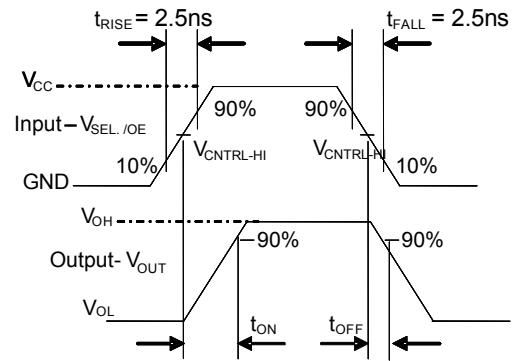 tRISE = 2.5ns
tFALL = 2.5ns
VCC
90%
90%
Input – VSEL. /OE
VCNTRL-HI
VCNTRL-HI
10%
10%
GND
VOH
90%
90%
Output- VOUT
VOL
tON
tOFF